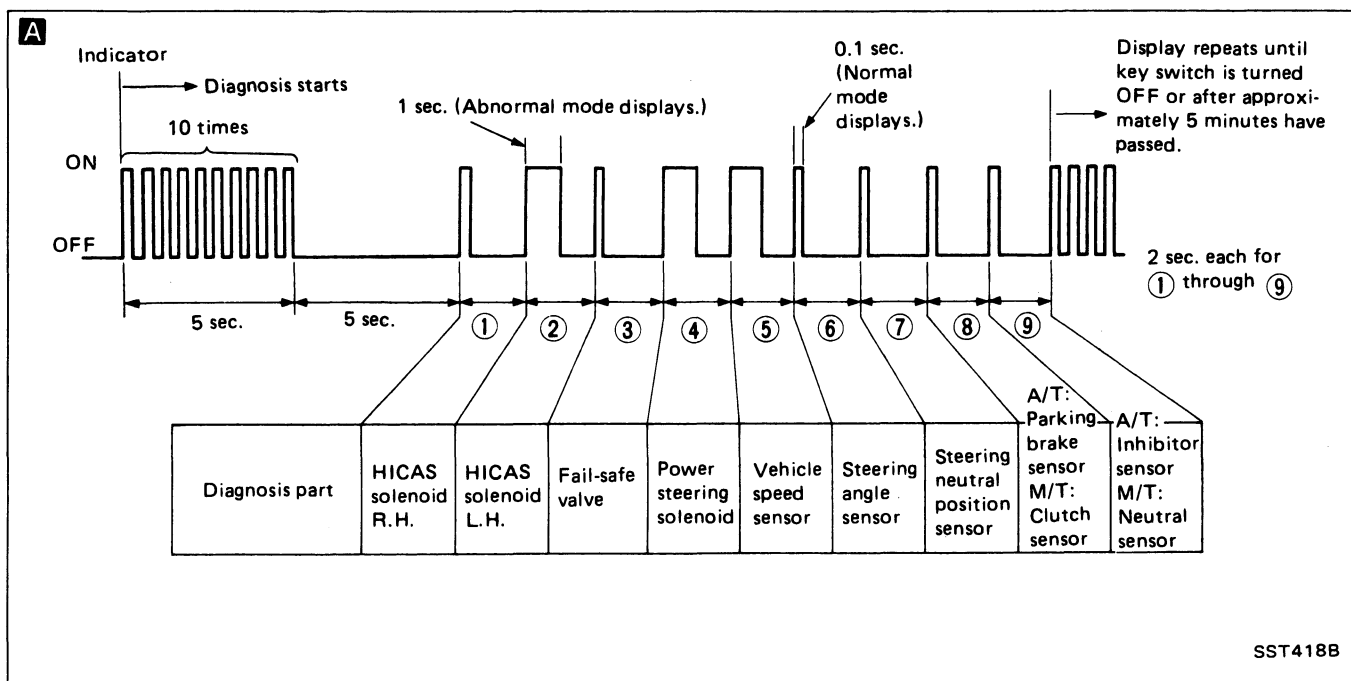 A
Indicator
Diagnosis starts
10 times
1 sec. (Abnormal mode displays.)
0.1 sec.
(Normal
mode
displays.)
Display repeats until
key switch is turned
OFF or after approxi-
mately 5 minutes have
passed.
ON
OFF
5 sec.
5 sec.
① ② ③ ④ ⑤ ⑥ ⑦ ⑧ ⑨
2 sec. each for
① through ⑨
Diagnosis part
HICAS
solenoid
R.H.
HICAS
solenoid
L.H.
Fail-safe
valve
Power
steering
solenoid
Vehicle
speed
sensor
Steering
angle
sensor
Steering
neutral
position
sensor
A/T:
Parking
brake
sensor
M/T:
Clutch
sensor
A/T:
Inhibitor
sensor
M/T:
Neutral
sensor
SST418B